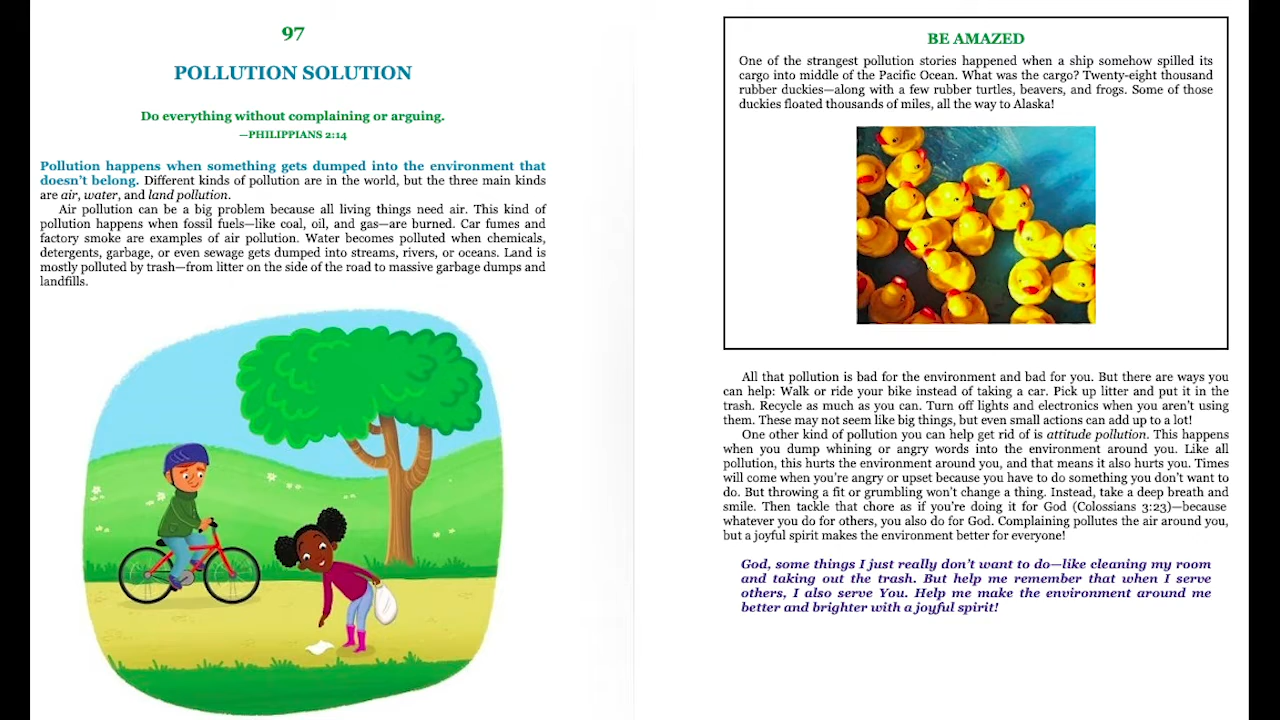 97
POLLUTION SOLUTION
Do everything without complaining or arguing.
—PHILIPPIANS 2:14
Pollution happens when something gets dumped into the environment that
doesn't belong. Different kinds of pollution are in the world, but the three main kinds
are air, water, and land pollution.
Air pollution can be a big problem because all living things need air. This kind of
pollution happens when fossil fuels—like coal, oil, and gas—are burned. Car fumes and
factory smoke are examples of air pollution. Water becomes polluted when chemicals,
detergents, garbage, or even sewage gets dumped into streams, rivers, or oceans. Land is
mostly polluted by trash—from litter on the side of the road to massive garbage dumps and
landfills.
BE AMAZED
One of the strangest pollution stories happened when a ship somehow spilled its
cargo into middle of the Pacific Ocean. What was the cargo? Twenty-eight thousand
rubber duckies—along with a few rubber turtles, beavers, and frogs. Some of those
duckies floated thousands of miles, all the way to Alaska!
All that pollution is bad for the environment and bad for you. But there are ways you
can help: Walk or ride your bike instead of taking a car. Pick up litter and put it in the
trash. Recycle as much as you can. Turn off lights and electronics when you aren't using
them. These may not seem like big things, but even small actions can add up to a lot!
One other kind of pollution you can help get rid of is attitude pollution. This happens
when you dump whining or angry words into the environment around you. Like all
pollution, this hurts the environment around you, and that means it also hurts you. Times
will come when you're angry or upset because you have to do something you don't want to
do. But throwing a fit or grumbling won't change a thing. Instead, take a deep breath and
smile. Then tackle that chore as if you're doing it for God (Colossians 3:23)—because
whatever you do for others, you also do for God. Complaining pollutes the air around you,
but a joyful spirit makes the environment better for everyone!
God, some things I just really don't want to do—like cleaning my room
and taking out the trash. But help me remember that when I serve
others, I also serve You. Help me make the environment around me
better and brighter with a joyful spirit!